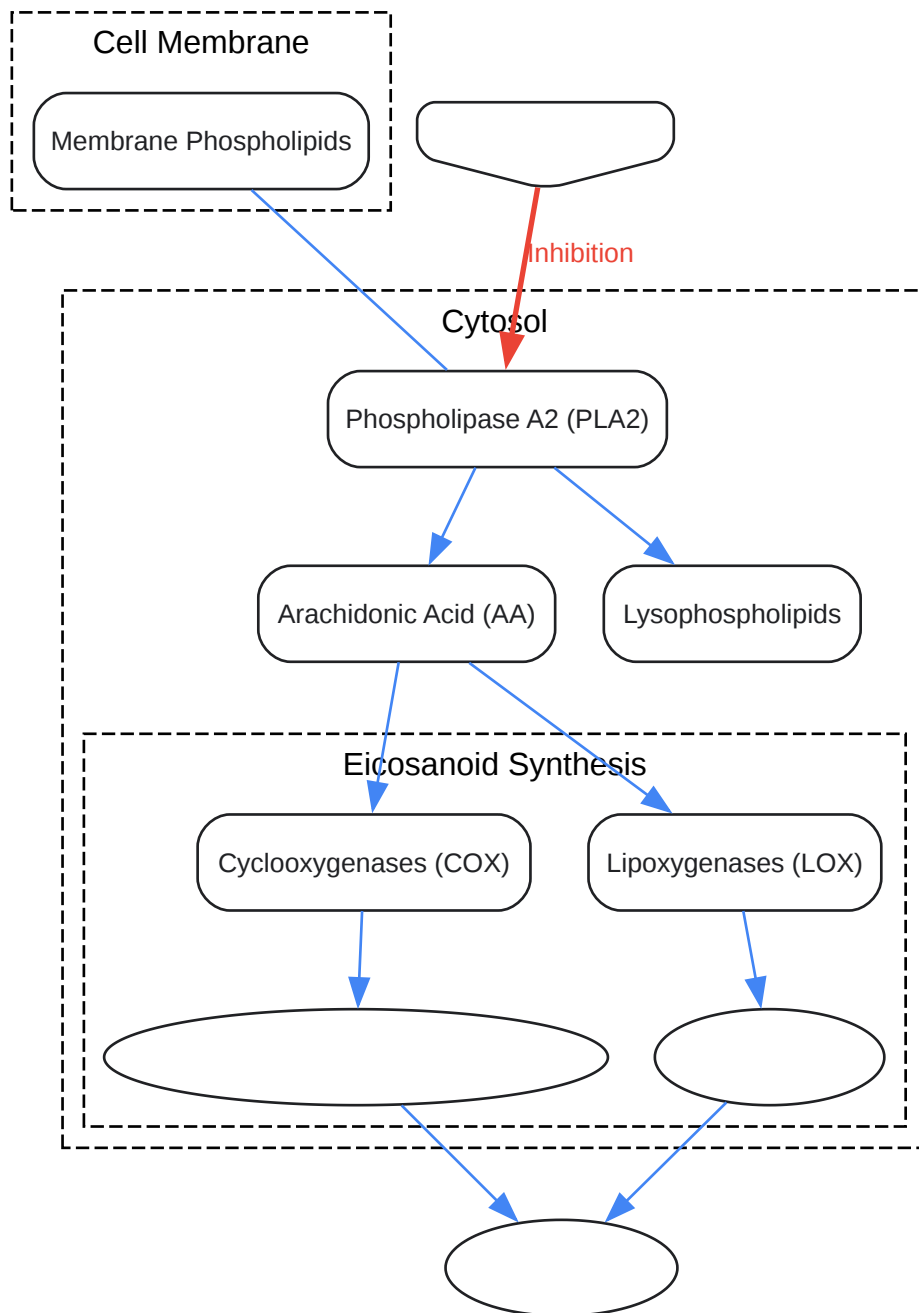 Cell Membrane
Membrane Phospholipids
Inhibition
Cytosol
Phospholipase A2 (PLA2)
Arachidonic Acid (AA)
Lysophospholipids
Eicosanoid Synthesis
Cyclooxygenases (COX)
Lipoxygenases (LOX)